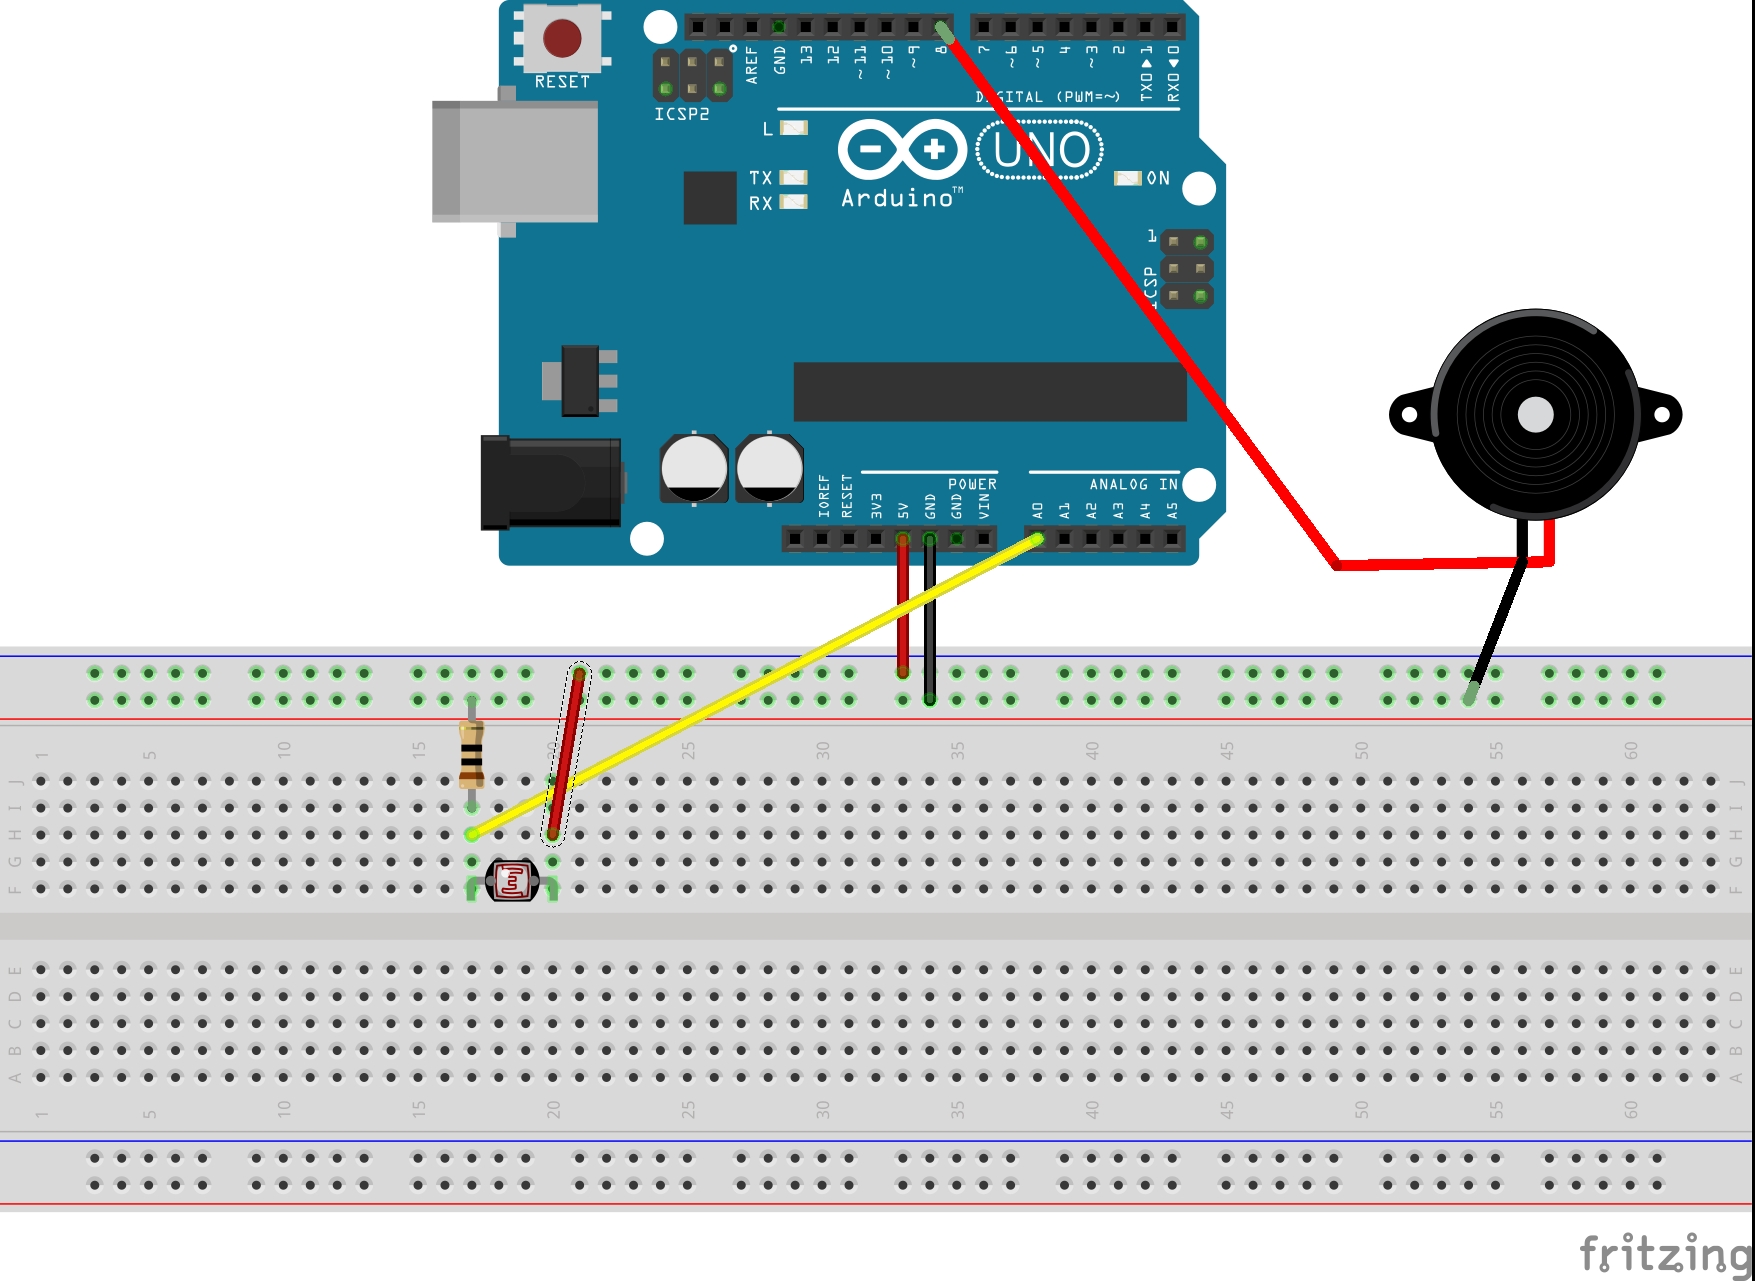 RESET
ICSP2
AREF
GND
13
12
~11
~10
~9
8
7
~6
~5
4
~3
2
TX0▶1
RX0◀0
DIGITAL (PWM=~)
L
TX
RX
Arduino™
UNO
ON
1
ICSP
IOREF
RESET
3V3
5V
GND
GND
VIN
POWER
A0
A1
A2
A3
A4
A5
ANALOG IN
1 5 10 15 20 25 30 35 40 45 50 55 60
J J
I I
H H
G G
F F
E E
D D
C C
B B
A A
1 5 10 15 20 25 30 35 40 45 50 55 60
fritzing